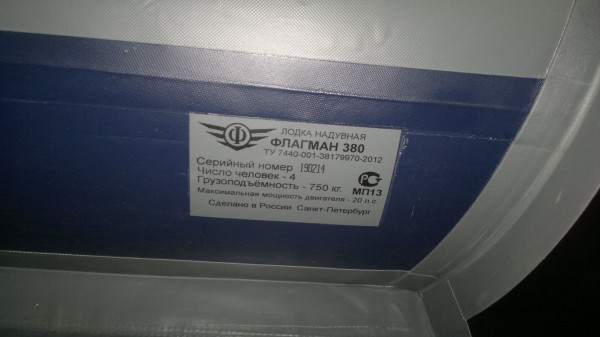 Ф
ЛОДКА НАДУВНАЯ
ФЛАГМАН 380
ТУ 7440-001-38179970-2012
Серийный номер 190214
Число человек - 4
Грузоподъёмность - 750 кг.
МП13
Максимальная мощность двигателя - 20 л.с.
Сделано в России Санкт-Петербург